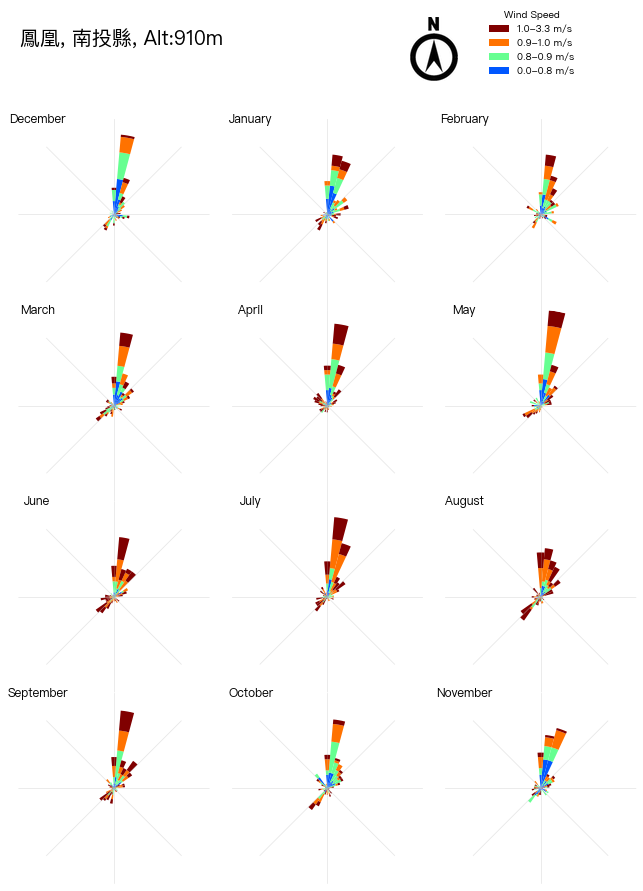 鳳凰, 南投縣, Alt:910m
N
Wind Speed
1.0–3.3 m/s
0.9–1.0 m/s
0.8–0.9 m/s
0.0–0.8 m/s
December
January
February
March
April
May
June
July
August
September
October
November